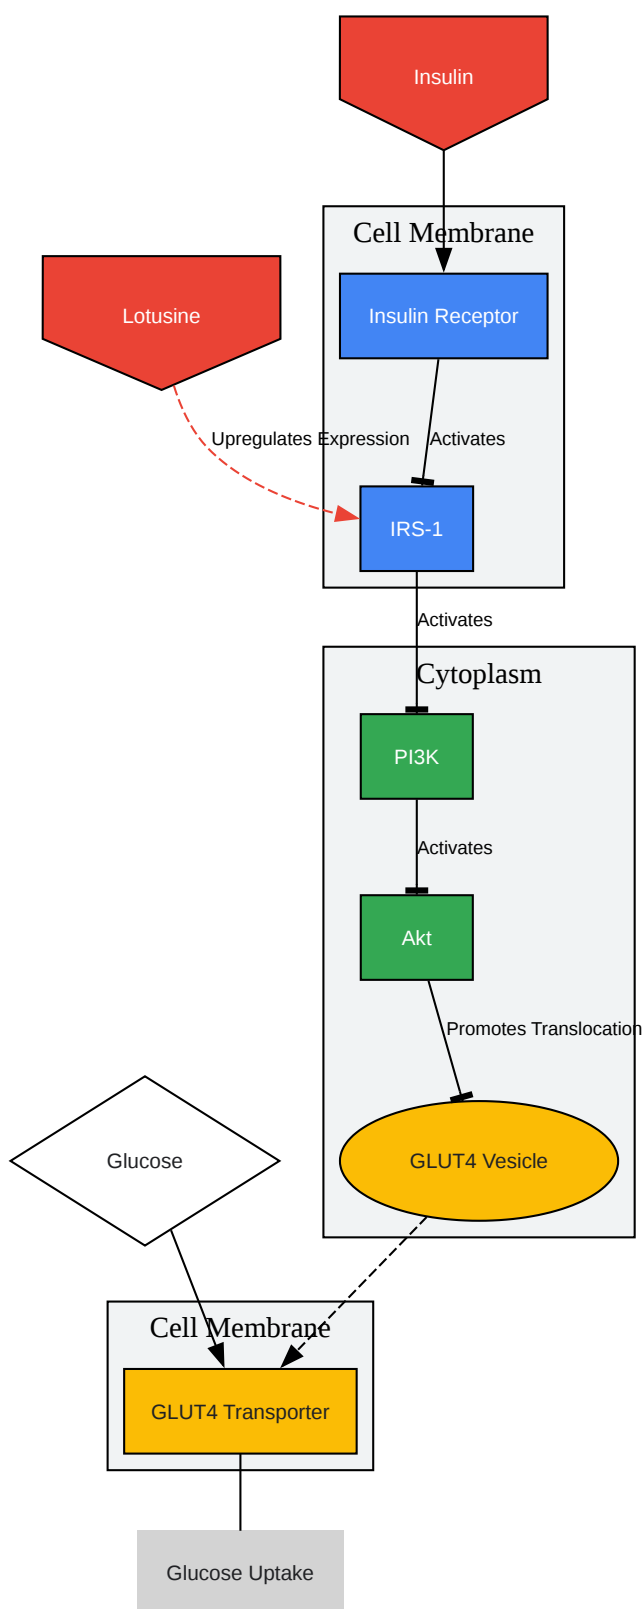 Insulin
Cell Membrane
Lotusine
Insulin Receptor
Upregulates Expression
Activates
IRS-1
Activates
Cytoplasm
PI3K
Activates
Akt
Promotes Translocation
Glucose
GLUT4 Vesicle
Cell Membrane
GLUT4 Transporter
Glucose Uptake